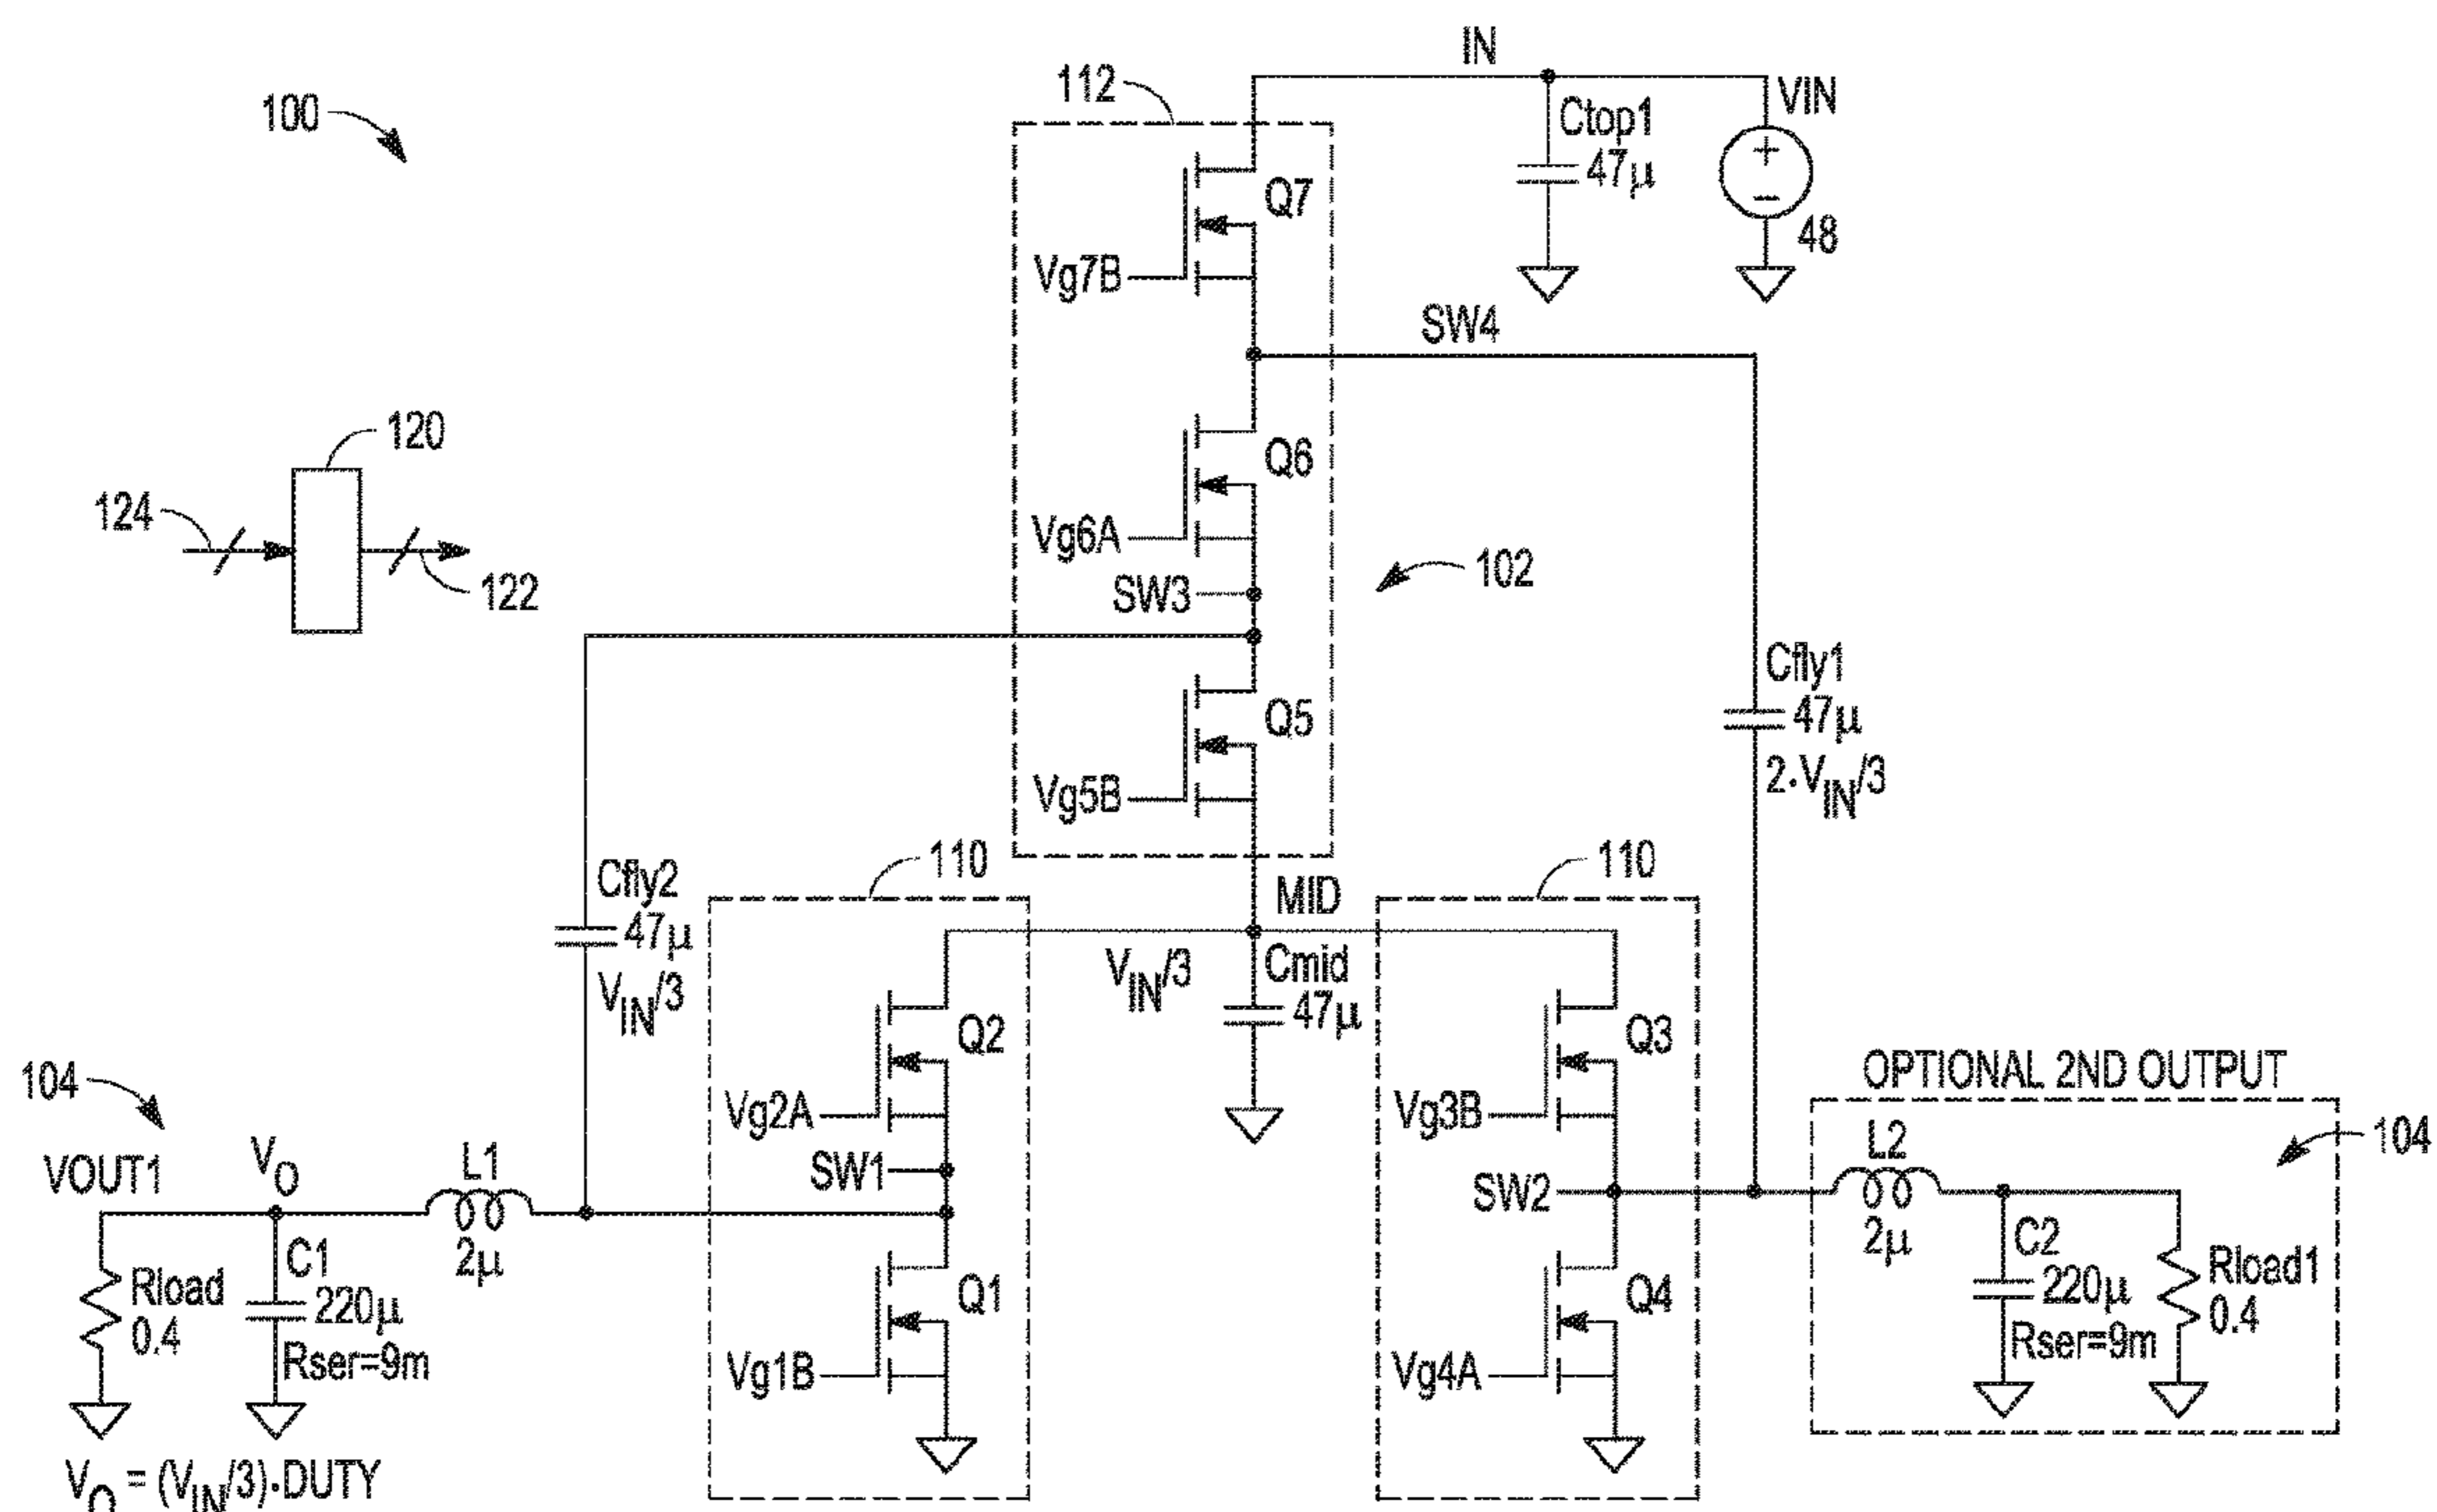 100
112
IN
Ctop1
47µ
VIN
+
−
48
Q7
Vg7B
SW4
Q6
Vg6A
SW3
102
120
124
122
Q5
Vg5B
Cfly1
47µ
2·VIN/3
Cfly2
47µ
VIN/3
110
MID
VIN/3
Cmid
47µ
110
Q2
Vg2A
SW1
Q1
Vg1B
Q3
Vg3B
SW2
Q4
Vg4A
104
VOUT1
VO
L1
2µ
Rload
0.4
C1
220µ
Rser=9m
VO = (VIN/3)·DUTY
OPTIONAL 2ND OUTPUT
104
L2
2µ
C2
220µ
Rser=9m
Rload1
0.4